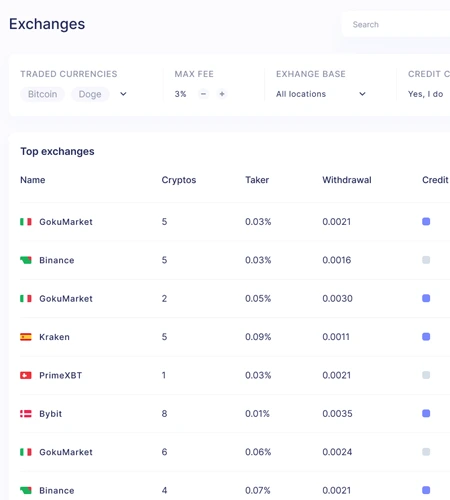 Exchanges
Search
TRADED CURRENCIES MAX FEE EXHANGE BASE CREDIT C
Bitcoin Doge 3% − + All locations Yes, I do
Top exchanges
Name Cryptos Taker Withdrawal Credit
GokuMarket 5 0.03% 0.0021
Binance 5 0.03% 0.0016
GokuMarket 2 0.05% 0.0030
Kraken 5 0.09% 0.0011
PrimeXBT 1 0.03% 0.0021
Bybit 8 0.01% 0.0035
GokuMarket 6 0.06% 0.0024
Binance 4 0.07% 0.0021